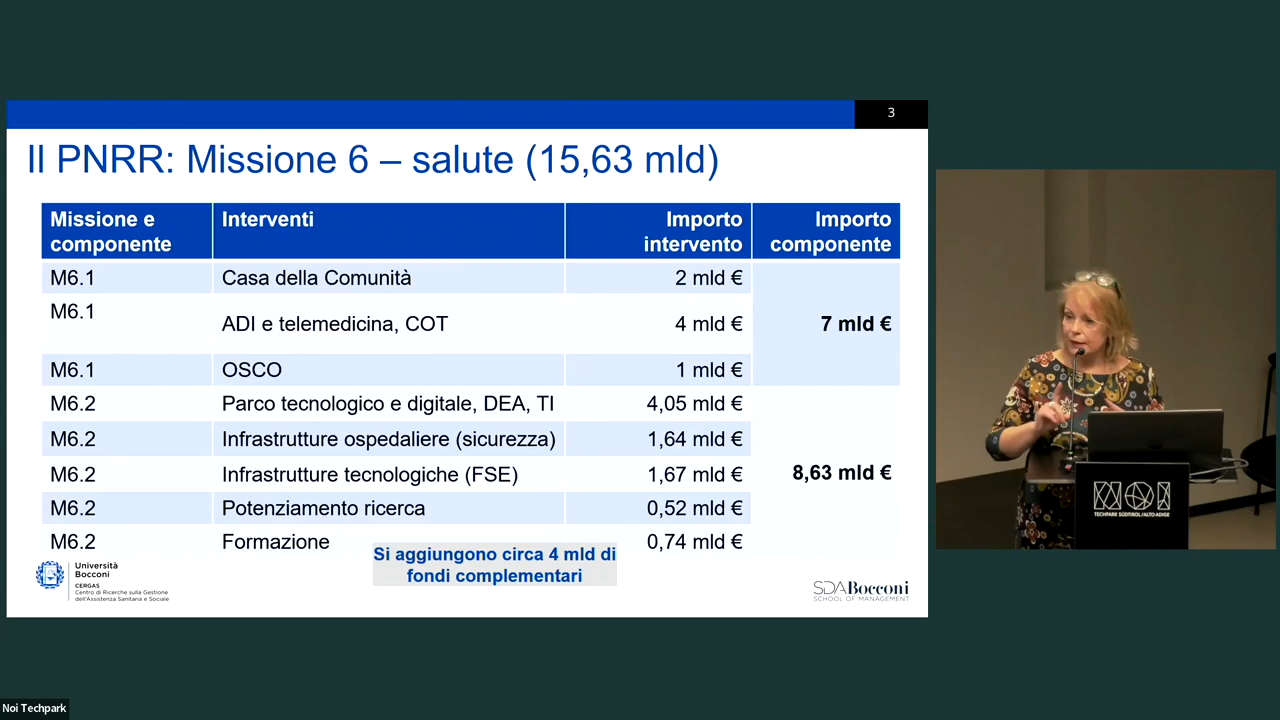 3
Il PNRR: Missione 6 – salute (15,63 mld)
Missione e componente Interventi Importo intervento Importo componente
M6.1 Casa della Comunità 2 mld €
M6.1 ADI e telemedicina, COT 4 mld € 7 mld €
M6.1 OSCO 1 mld €
M6.2 Parco tecnologico e digitale, DEA, TI 4,05 mld €
M6.2 Infrastrutture ospedaliere (sicurezza) 1,64 mld €
M6.2 Infrastrutture tecnologiche (FSE) 1,67 mld € 8,63 mld €
M6.2 Potenziamento ricerca 0,52 mld €
M6.2 Formazione 0,74 mld €
Si aggiungono circa 4 mld di
fondi complementari
Università
Bocconi
CERGAS
Centro di Ricerche sulla Gestione
dell'Assistenza Sanitaria e Sociale
SDA Bocconi
SCHOOL OF MANAGEMENT
NOI
TECHPARK SÜDTIROL/ALTO ADIGE
Noi Techpark